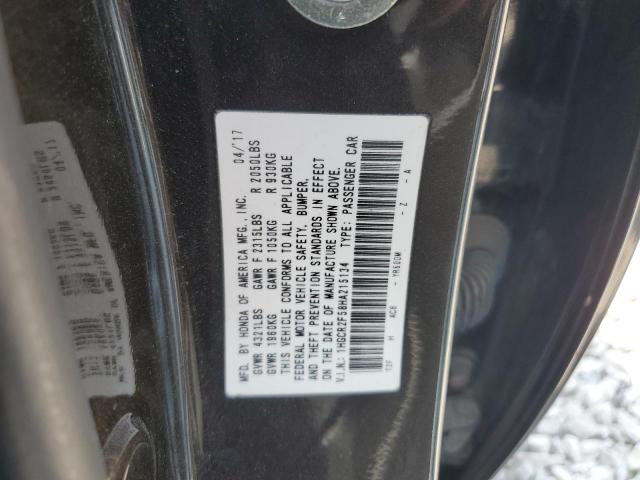 MFD. BY HONDA OF AMERICA MFG., INC. 04/'17
GVWR 4321LBS GAWR F 2315LBS R 2050LBS
GVWR 1960KG GAWR F 1050KG R 930KG
THIS VEHICLE CONFORMS TO ALL APPLICABLE
FEDERAL MOTOR VEHICLE SAFETY, BUMPER,
AND THEFT PREVENTION STANDARDS IN EFFECT
ON THE DATE OF MANUFACTURE SHOWN ABOVE.
V.I.N.: 1HGCR2F58HA215134 TYPE: PASSENGER CAR
H AC6 - YR600M - Z - A